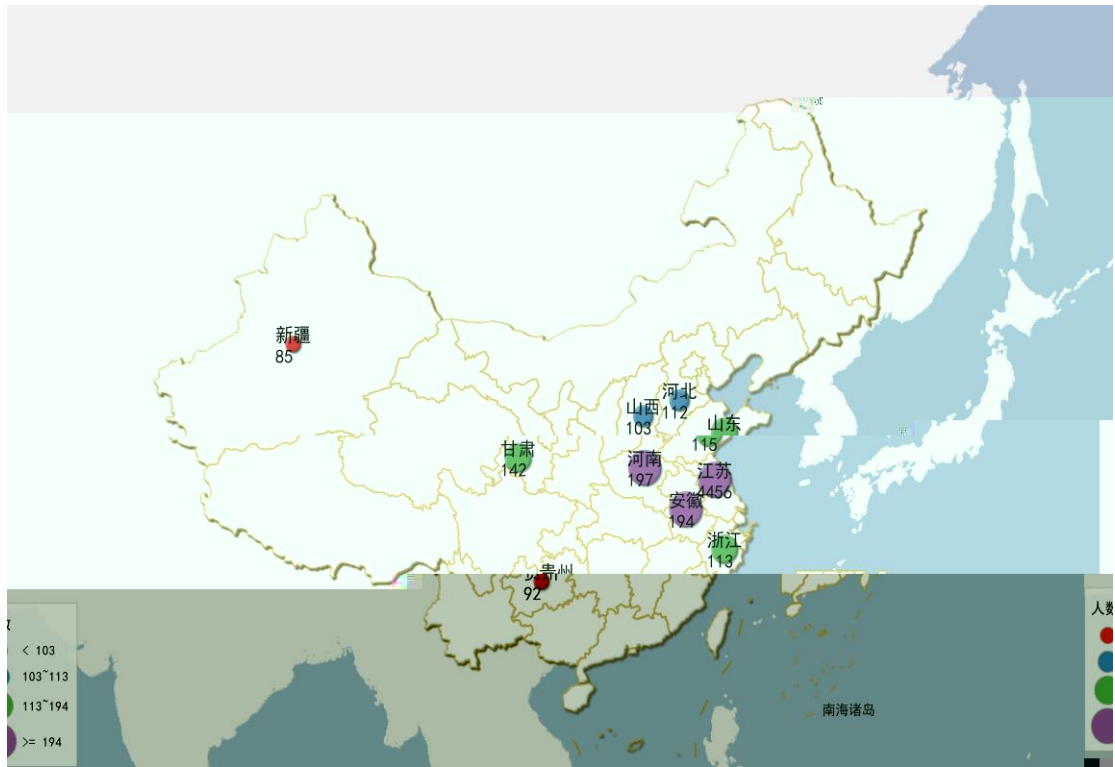 新疆
85
河北
112
山西
103
山东
115
甘肃
142
河南
197
江苏
4456
安徽
194
浙江
113
贵州
92
南海诸岛
数
< 103
103~113
113~194
>= 194
人数